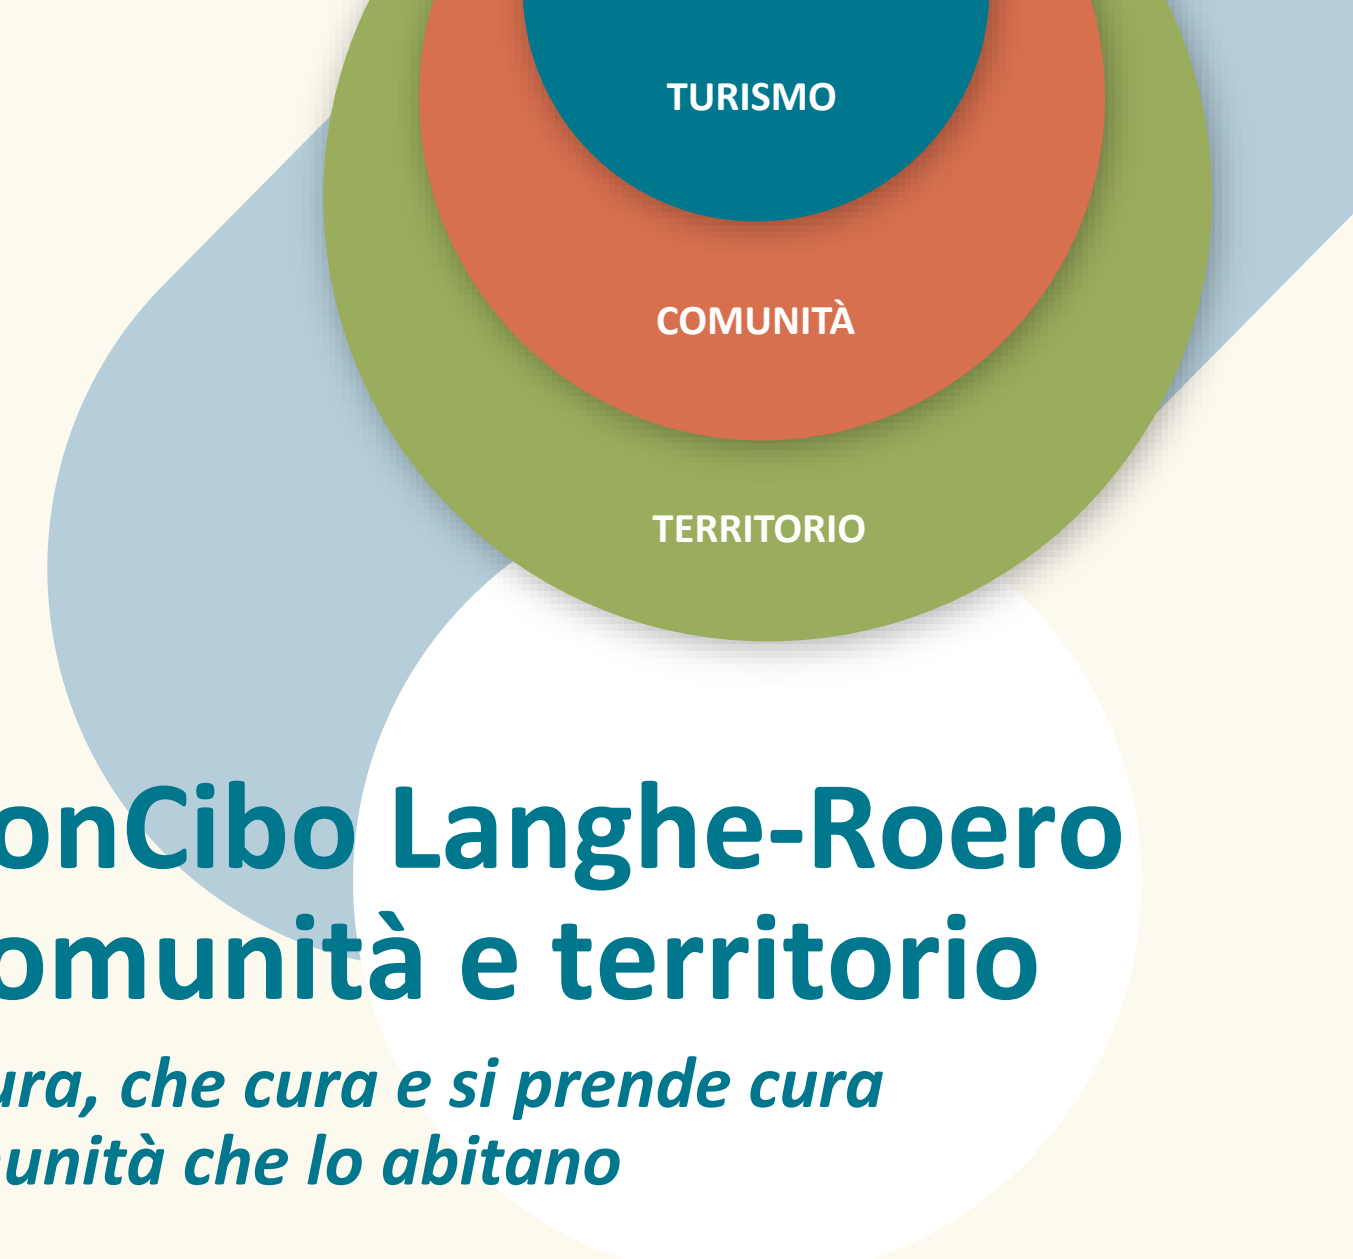 TURISMO
COMUNITÀ
TERRITORIO
onCibo Langhe-Roero
omunità e territorio
ura, che cura e si prende cura
unità che lo abitano